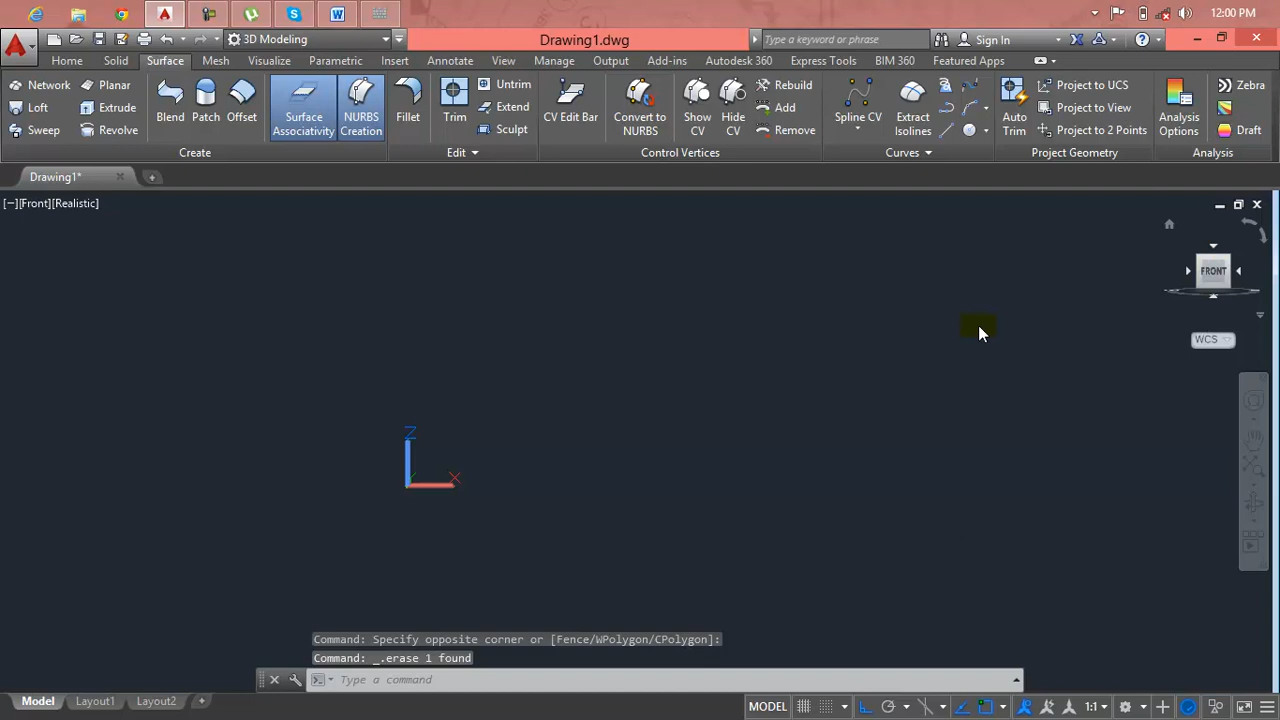 12:00 PM
3D Modeling
Drawing1.dwg
Type a keyword or phrase
Sign In
Home Solid Surface Mesh Visualize Parametric Insert Annotate View Manage Output Add-ins Autodesk 360 Express Tools BIM 360 Featured Apps
Network
Loft
Sweep
Planar
Extrude
Revolve
Blend
Patch
Offset
Surface
Associativity
NURBS
Creation
Fillet
Trim
Untrim
Extend
Sculpt
CV Edit Bar
Convert to
NURBS
Show
CV
Hide
CV
Rebuild
Add
Remove
Spline CV
Extract
Isolines
Auto
Trim
Project to UCS
Project to View
Project to 2 Points
Analysis
Options
Zebra
Draft
Create
Edit
Control Vertices
Curves
Project Geometry
Analysis
Drawing1*
[−][Front][Realistic]
FRONT
WCS
Z
X
Command: Specify opposite corner or [Fence/WPolygon/CPolygon]:
Command: _.erase 1 found
Type a command
Model Layout1 Layout2
MODEL
1:1